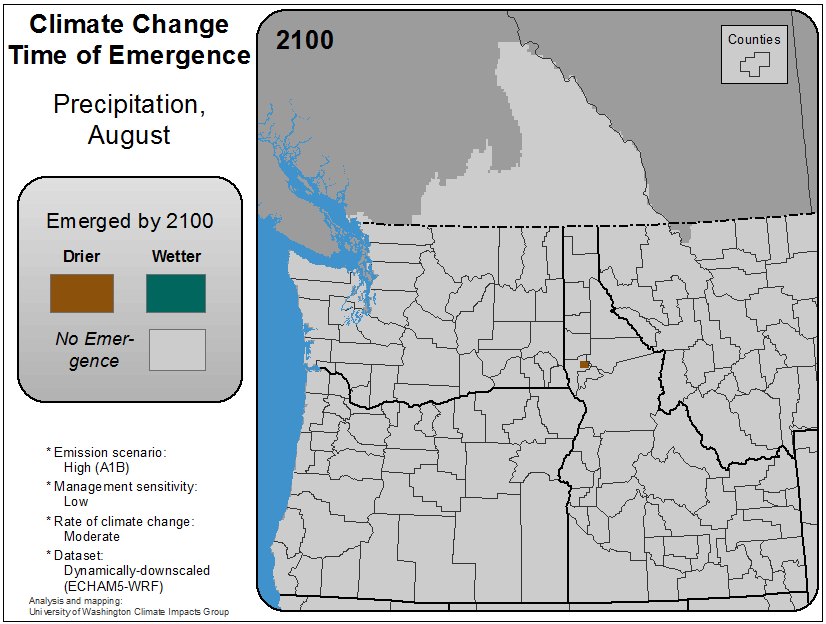 Climate Change
Time of Emergence
Precipitation,
August
Emerged by 2100
Drier
Wetter
No Emer-
gence
* Emission scenario:
High (A1B)
* Management sensitivity:
Low
* Rate of climate change:
Moderate
* Dataset:
Dynamically-downscaled
(ECHAM5-WRF)
Analysis and mapping:
University of Washington Climate Impacts Group
2100
Counties